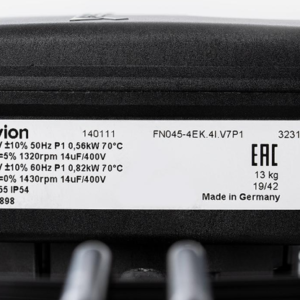 vion 140111 FN045-4EK.4I.V7P1 3231
V ±10% 50Hz P1 0,56kW 70°C
=5% 1320rpm 14uF/400V
V ±10% 60Hz P1 0,82kW 70°C
=0% 1430rpm 14uF/400V
55 IP54
898
EAC
13 kg
19/42
Made in Germany